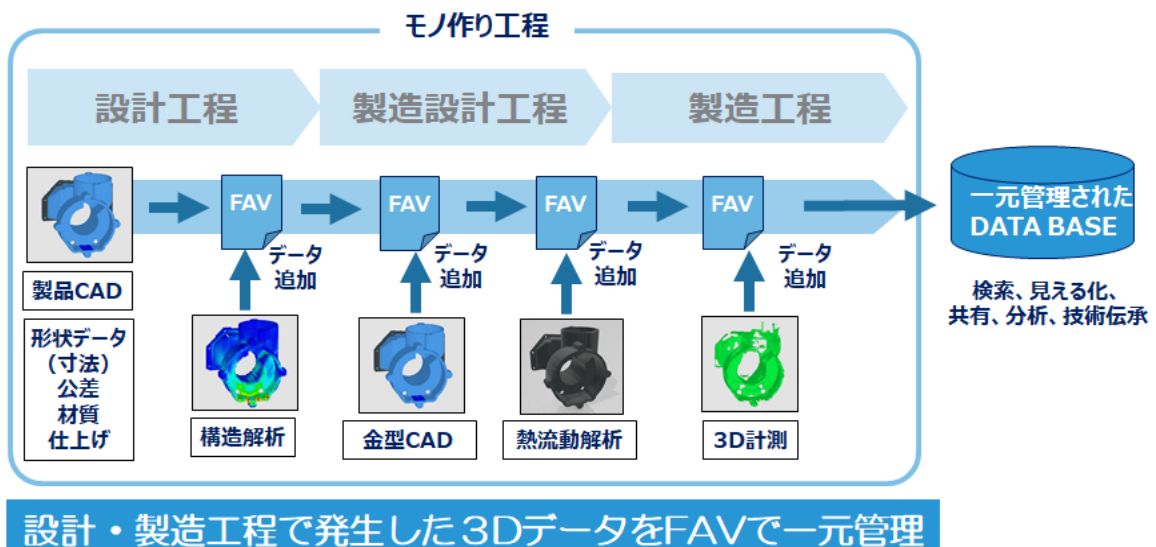 モノ作り工程
設計工程
製造設計工程
製造工程
FAV
FAV
FAV
FAV
一元管理された
DATA BASE
データ
追加
データ
追加
データ
追加
データ
追加
製品CAD
検索、見える化、
共有、分析、技術伝承
形状データ
(寸法)
公差
材質
仕上げ
構造解析
金型CAD
熱流動解析
3D計測
設計・製造工程で発生した3DデータをFAVで一元管理